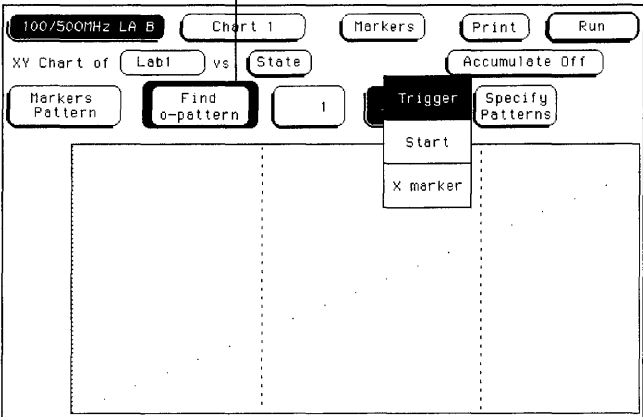 100/500MHz LA B Chart 1 Markers Print Run
XY Chart of Lab1 vs. State Accumulate Off
Markers Pattern
Find o-pattern
1
Trigger
Specify Patterns
Start
X marker